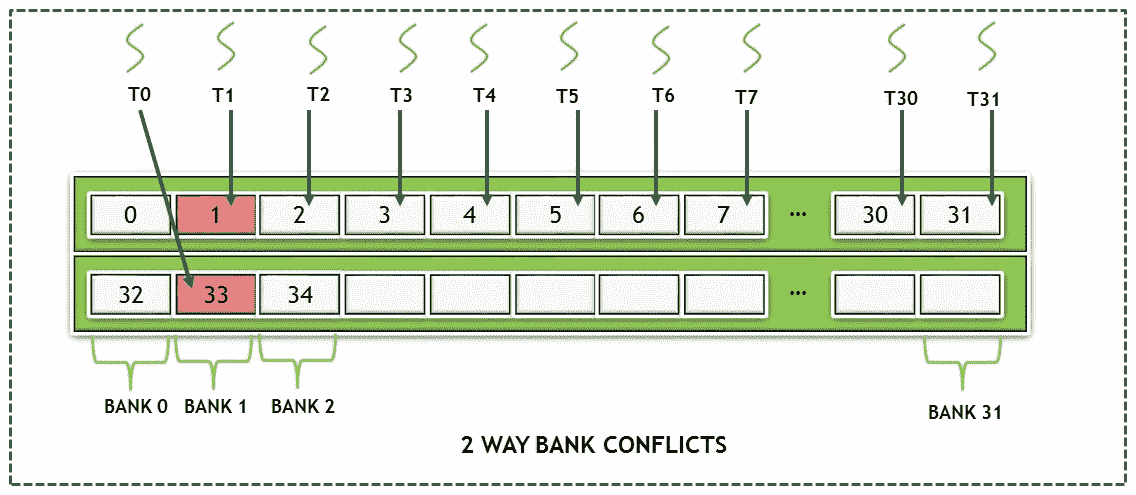 T0 T1 T2 T3 T4 T5 T6 T7 T30 T31
0 1 2 3 4 5 6 7 ... 30 31
32 33 34 ...
BANK 0 BANK 1 BANK 2 BANK 31
2 WAY BANK CONFLICTS